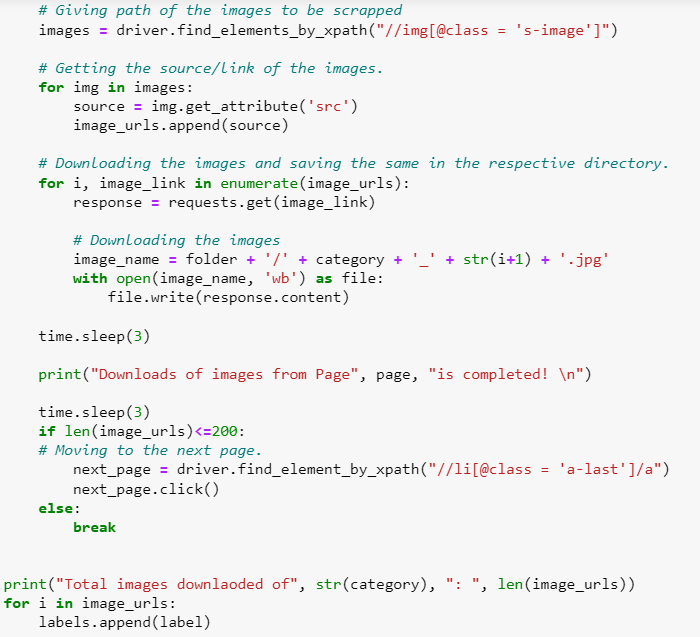 # Giving path of the images to be scrapped
images = driver.find_elements_by_xpath("//img[@class = 's-image']")
# Getting the source/link of the images.
for img in images:
source = img.get_attribute('src')
image_urls.append(source)
# Downloading the images and saving the same in the respective directory.
for i, image_link in enumerate(image_urls):
response = requests.get(image_link)
# Downloading the images
image_name = folder + '/' + category + '_' + str(i+1) + '.jpg'
with open(image_name, 'wb') as file:
file.write(response.content)
time.sleep(3)
print("Downloads of images from Page", page, "is completed! \n")
time.sleep(3)
if len(image_urls)<=200:
# Moving to the next page.
next_page = driver.find_element_by_xpath("//li[@class = 'a-last']/a")
next_page.click()
else:
break
print("Total images downlaoded of", str(category), ": ", len(image_urls))
for i in image_urls:
labels.append(label)